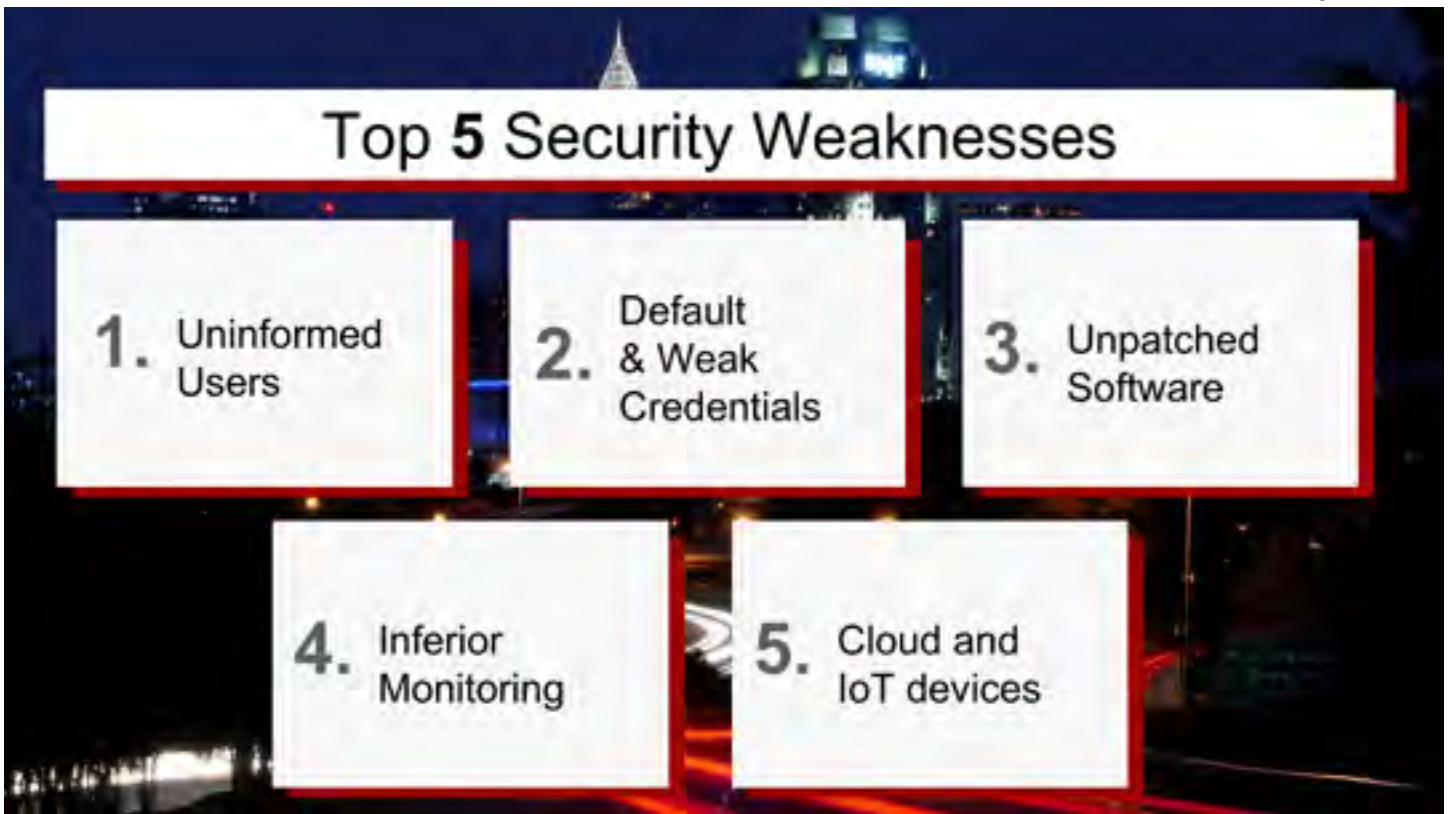 Top 5 Security Weaknesses
1. Uninformed
Users
2. Default
& Weak
Credentials
3. Unpatched
Software
4. Inferior
Monitoring
5. Cloud and
IoT devices